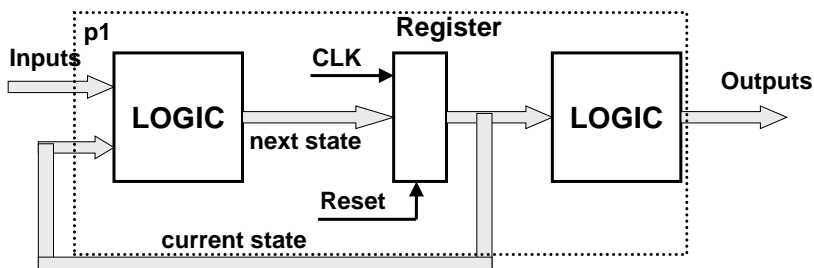 p1
Register
Inputs
CLK
LOGIC
next state
LOGIC
Outputs
Reset
current state